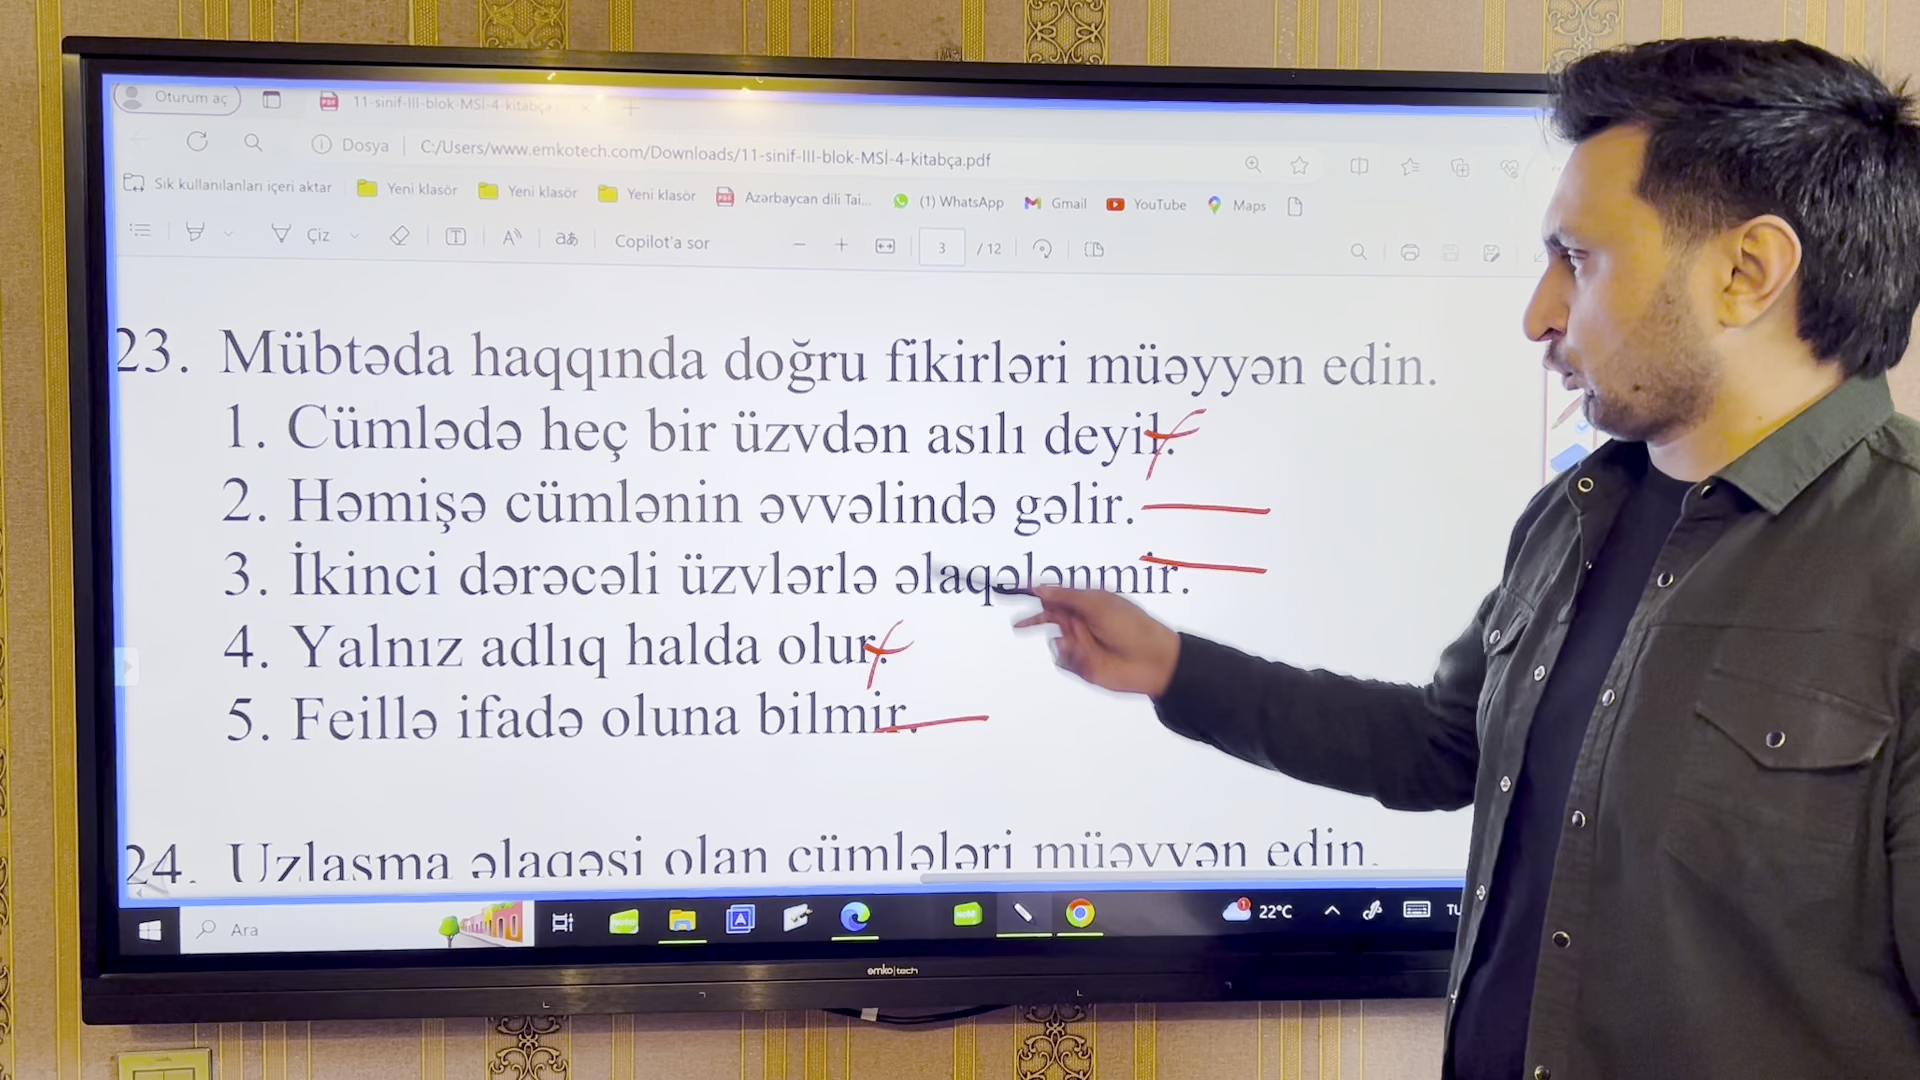 Oturum aç 11-sinif-III-blok-MSİ-4-kitabça
Dosya C:/Users/www.emkotech.com/Downloads/11-sinif-III-blok-MSİ-4-kitabça.pdf
Sık kullanılanları içeri aktar Yeni klasör Yeni klasör Yeni klasör Azərbaycan dili Tai... (1) WhatsApp Gmail YouTube Maps
Çiz Copilot'a sor 3 / 12
23. Mübtəda haqqında doğru fikirləri müəyyən edin.
1. Cümlədə heç bir üzvdən asılı deyil.
2. Həmişə cümlənin əvvəlində gəlir.
3. İkinci dərəcəli üzvlərlə əlaqələnmir.
4. Yalnız adlıq halda olur.
5. Feillə ifadə oluna bilmir.
24. Uzlaşma əlaqəsi olan cümlələri müəyyən edin.
Ara 22°C
emko|tech